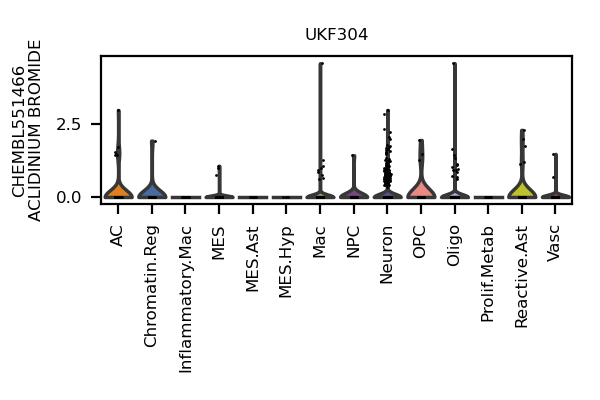 UKF304
CHEMBL551466
ACLIDINIUM BROMIDE
2.5
0.0
AC
Chromatin.Reg
Inflammatory.Mac
MES
MES.Ast
MES.Hyp
Mac
NPC
Neuron
OPC
Oligo
Prolif.Metab
Reactive.Ast
Vasc